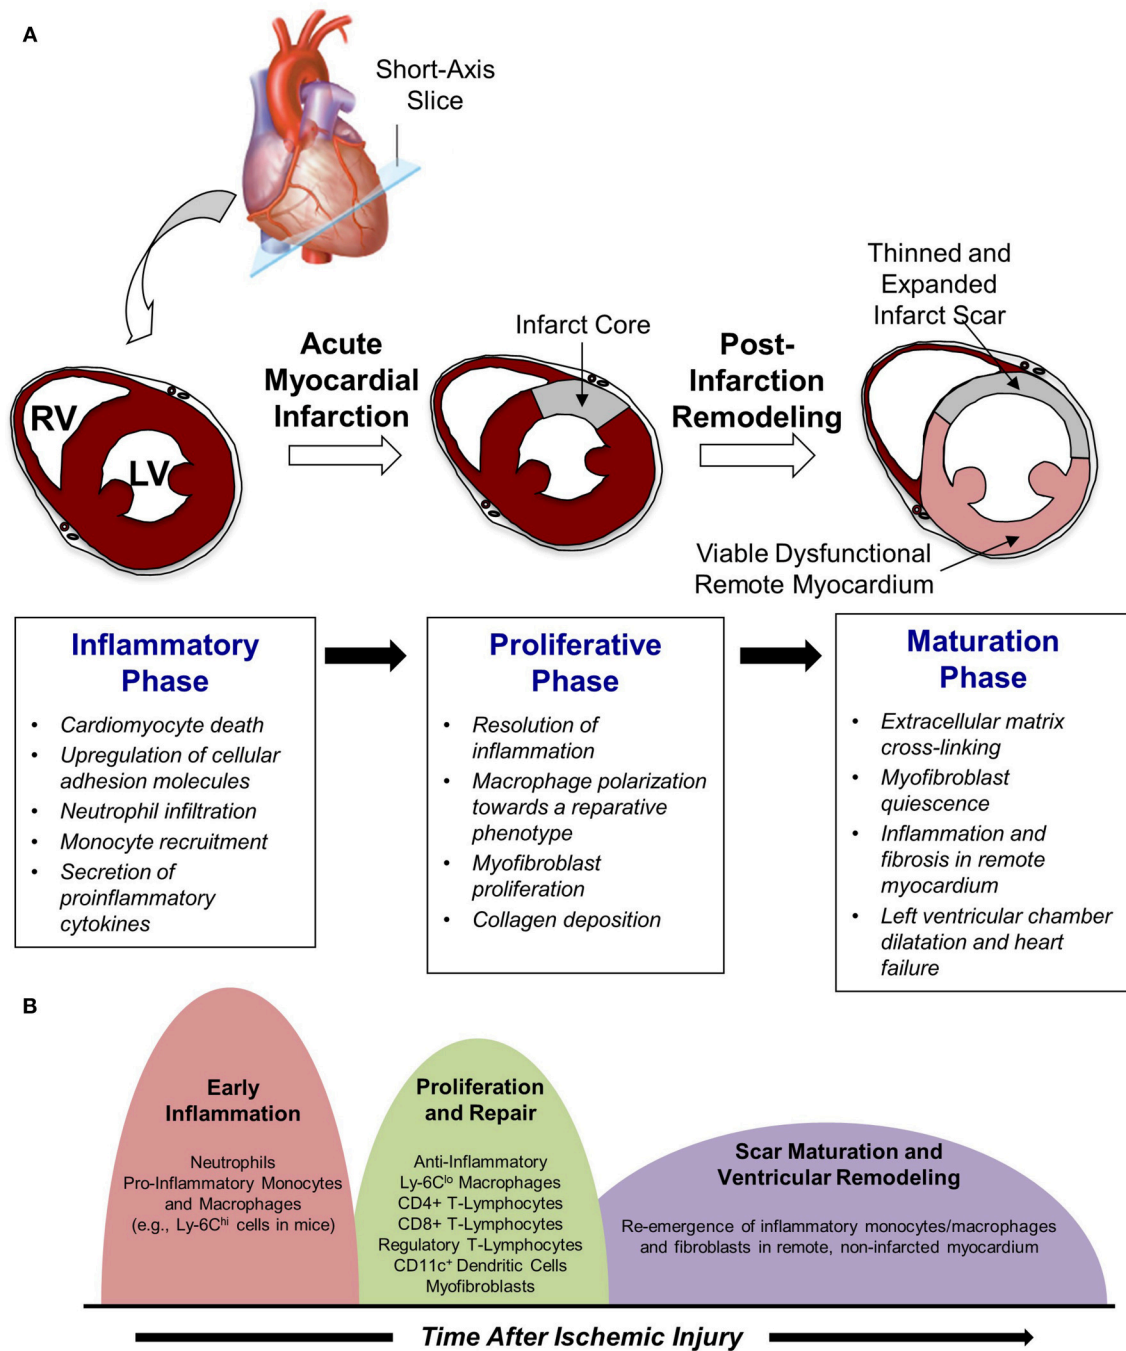 A
Short-Axis
Slice
Acute
Myocardial
Infarction
Infarct Core
Post-
Infarction
Remodeling
Thinned and
Expanded
Infarct Scar
RV
LV
Viable Dysfunctional
Remote Myocardium
Inflammatory
Phase
• Cardiomyocyte death
• Upregulation of cellular
adhesion molecules
• Neutrophil infiltration
• Monocyte recruitment
• Secretion of
proinflammatory
cytokines
Proliferative
Phase
• Resolution of
inflammation
• Macrophage polarization
towards a reparative
phenotype
• Myofibroblast
proliferation
• Collagen deposition
Maturation
Phase
• Extracellular matrix
cross-linking
• Myofibroblast
quiescence
• Inflammation and
fibrosis in remote
myocardium
• Left ventricular chamber
dilatation and heart
failure
B
Early
Inflammation
Neutrophils
Pro-Inflammatory Monocytes
and Macrophages
(e.g., Ly-6Cʰⁱ cells in mice)
Proliferation
and Repair
Anti-Inflammatory
Ly-6Cˡᵒ Macrophages
CD4+ T-Lymphocytes
CD8+ T-Lymphocytes
Regulatory T-Lymphocytes
CD11c⁺ Dendritic Cells
Myofibroblasts
Scar Maturation and
Ventricular Remodeling
Re-emergence of inflammatory monocytes/macrophages
and fibroblasts in remote, non-infarcted myocardium
Time After Ischemic Injury